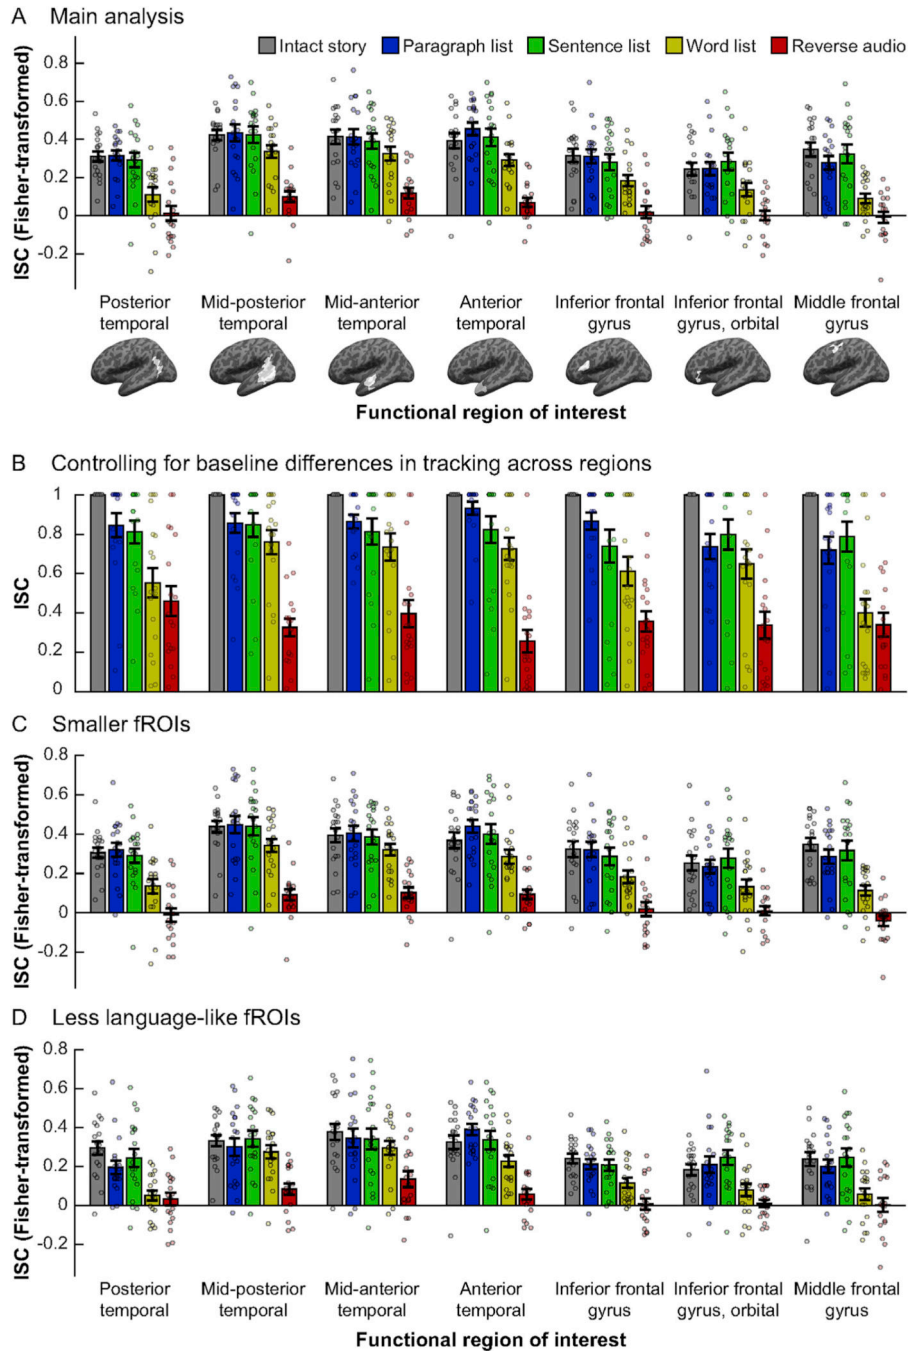 A Main analysis
Intact story Paragraph list Sentence list Word list Reverse audio
ISC (Fisher-transformed)
0.8
0.6
0.4
0.2
0
-0.2
Posterior temporal
Mid-posterior temporal
Mid-anterior temporal
Anterior temporal
Inferior frontal gyrus
Inferior frontal gyrus, orbital
Middle frontal gyrus
Functional region of interest
B Controlling for baseline differences in tracking across regions
ISC
1
0.8
0.6
0.4
0.2
0
C Smaller fROIs
ISC (Fisher-transformed)
0.8
0.6
0.4
0.2
0
-0.2
D Less language-like fROIs
ISC (Fisher-transformed)
0.8
0.6
0.4
0.2
0
-0.2
Posterior temporal
Mid-posterior temporal
Mid-anterior temporal
Anterior temporal
Inferior frontal gyrus
Inferior frontal gyrus, orbital
Middle frontal gyrus
Functional region of interest